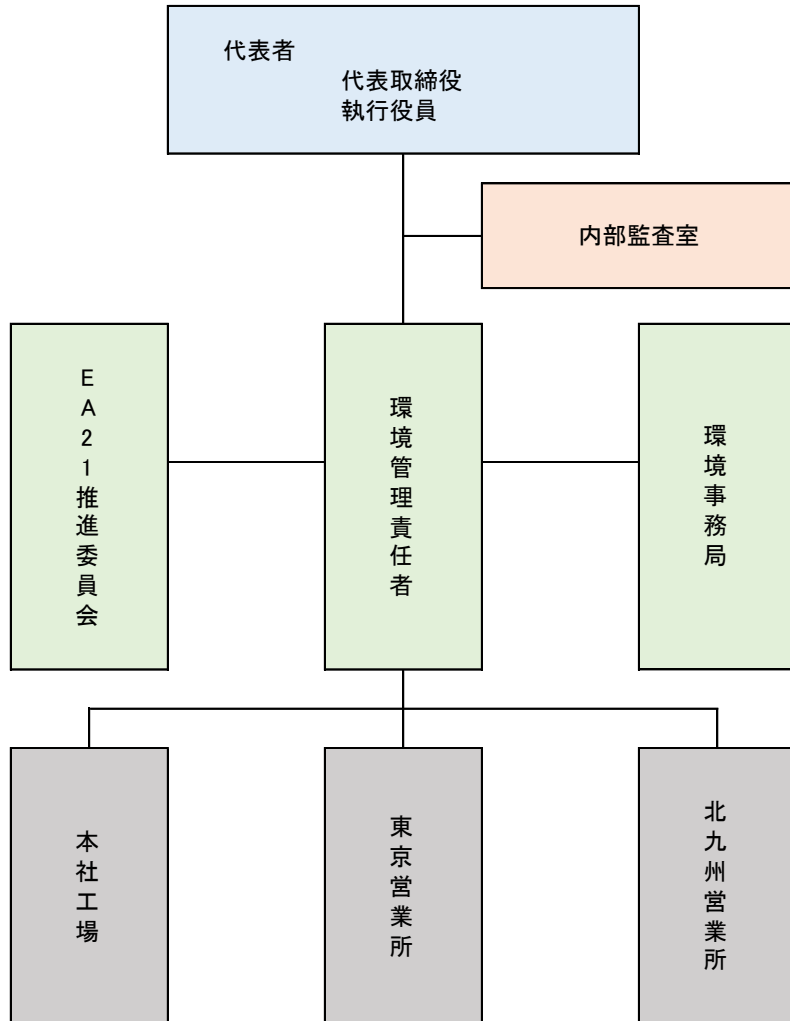 代表者
代表取締役
執行役員
内部監査室
EA21推進委員会
環境管理責任者
環境事務局
本社工場
東京営業所
北九州営業所